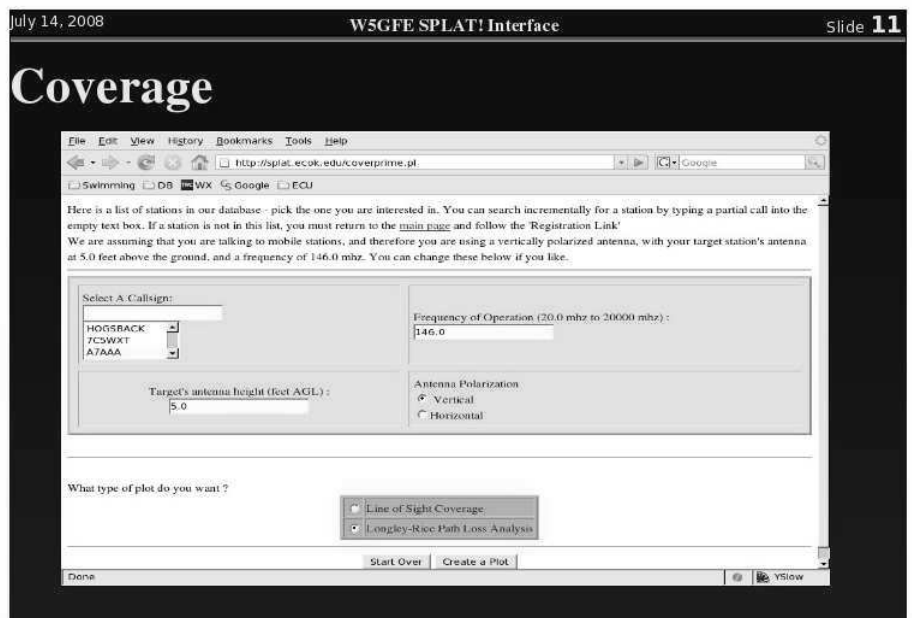 July 14, 2008
W5GFE SPLAT! Interface
Slide 11
Coverage
File Edit View History Bookmarks Tools Help
http://splat.ecok.edu/coverprime.pl
Google
Swimming DB WX Google ECU
Here is a list of stations in our database - pick the one you are interested in. You can search incrementally for a station by typing a partial call into the
empty text box. If a station is not in this list, you must return to the main page and follow the 'Registration Link'
We are assuming that you are talking to mobile stations, and therefore you are using a vertically polarized antenna, with your target station's antenna
at 5.0 feet above the ground, and a frequency of 146.0 mhz. You can change these below if you like.
Select A Callsign:
HOGSBACK
7C5WXT
A7AAA
Frequency of Operation (20.0 mhz to 20000 mhz) :
146.0
Target's antenna height (feet AGL) :
5.0
Antenna Polarization
Vertical
Horizontal
What type of plot do you want ?
Line of Sight Coverage
Longley-Rice Path Loss Analysis
Start Over Create a Plot
Done
YSlow